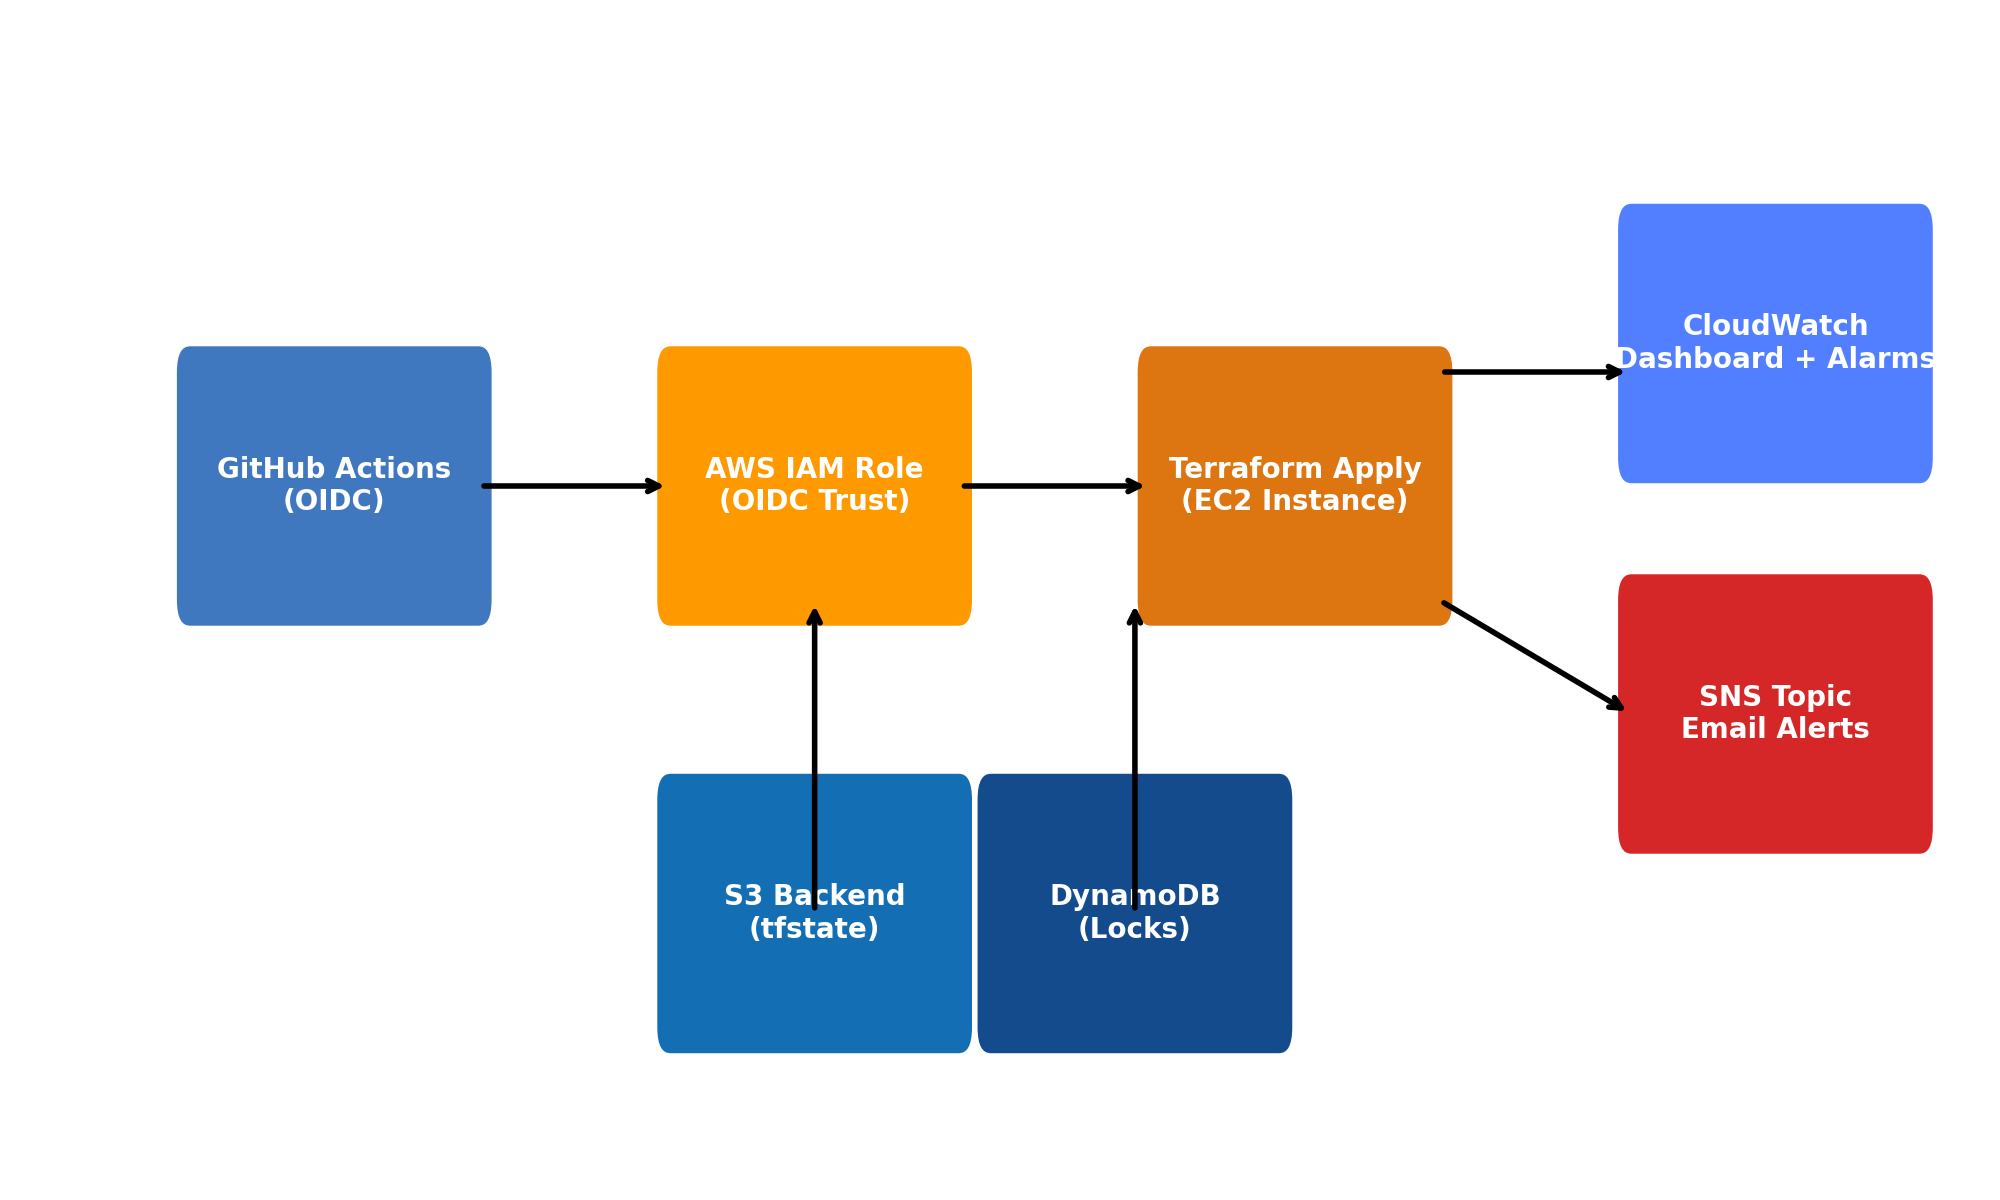 GitHub Actions
(OIDC)
AWS IAM Role
(OIDC Trust)
Terraform Apply
(EC2 Instance)
CloudWatch
Dashboard + Alarms
SNS Topic
Email Alerts
S3 Backend
(tfstate)
DynamoDB
(Locks)